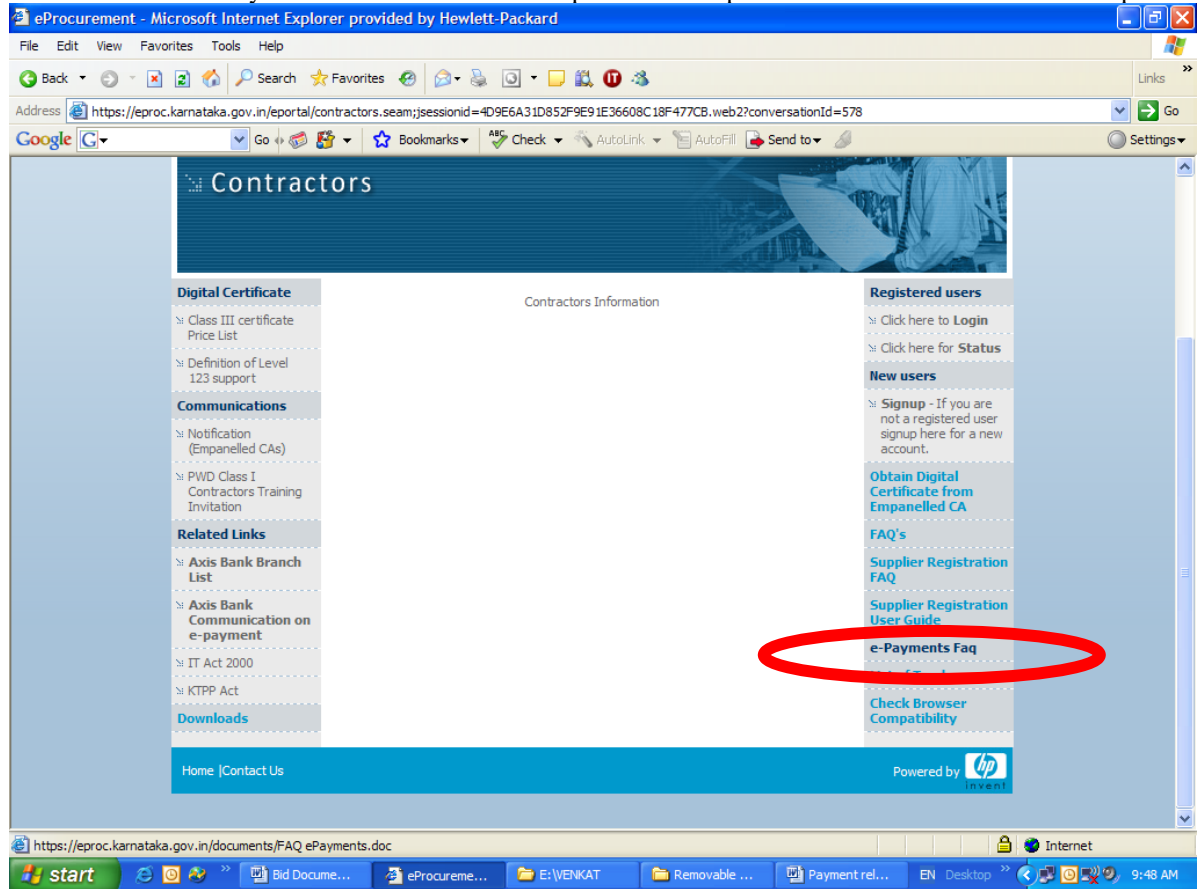 eProcurement - Microsoft Internet Explorer provided by Hewlett-Packard
File Edit View Favorites Tools Help
Back Search Favorites Links »
Address https://eproc.karnataka.gov.in/eportal/contractors.seam;jsessionid=4D9E6A31D852F9E91E36608C18F477CB.web2?conversationId=578 Go
Google G Go Bookmarks ABC Check AutoLink AutoFill Send to Settings
Contractors
Digital Certificate
Class III certificate
Price List
Definition of Level
123 support
Communications
Notification
(Empanelled CAs)
PWD Class I
Contractors Training
Invitation
Related Links
Axis Bank Branch
List
Axis Bank
Communication on
e-payment
IT Act 2000
KTPP Act
Downloads
Contractors Information
Registered users
Click here to Login
Click here for Status
New users
Signup - If you are
not a registered user
signup here for a new
account.
Obtain Digital
Certificate from
Empanelled CA
FAQ's
Supplier Registration
FAQ
Supplier Registration
User Guide
e-Payments Faq
Check Browser
Compatibility
Home |Contact Us
Powered by hp
invent
https://eproc.karnataka.gov.in/documents/FAQ ePayments.doc Internet
start » Bid Docume... eProcureme... E:\VENKAT Removable ... Payment rel... EN Desktop » 9:48 AM